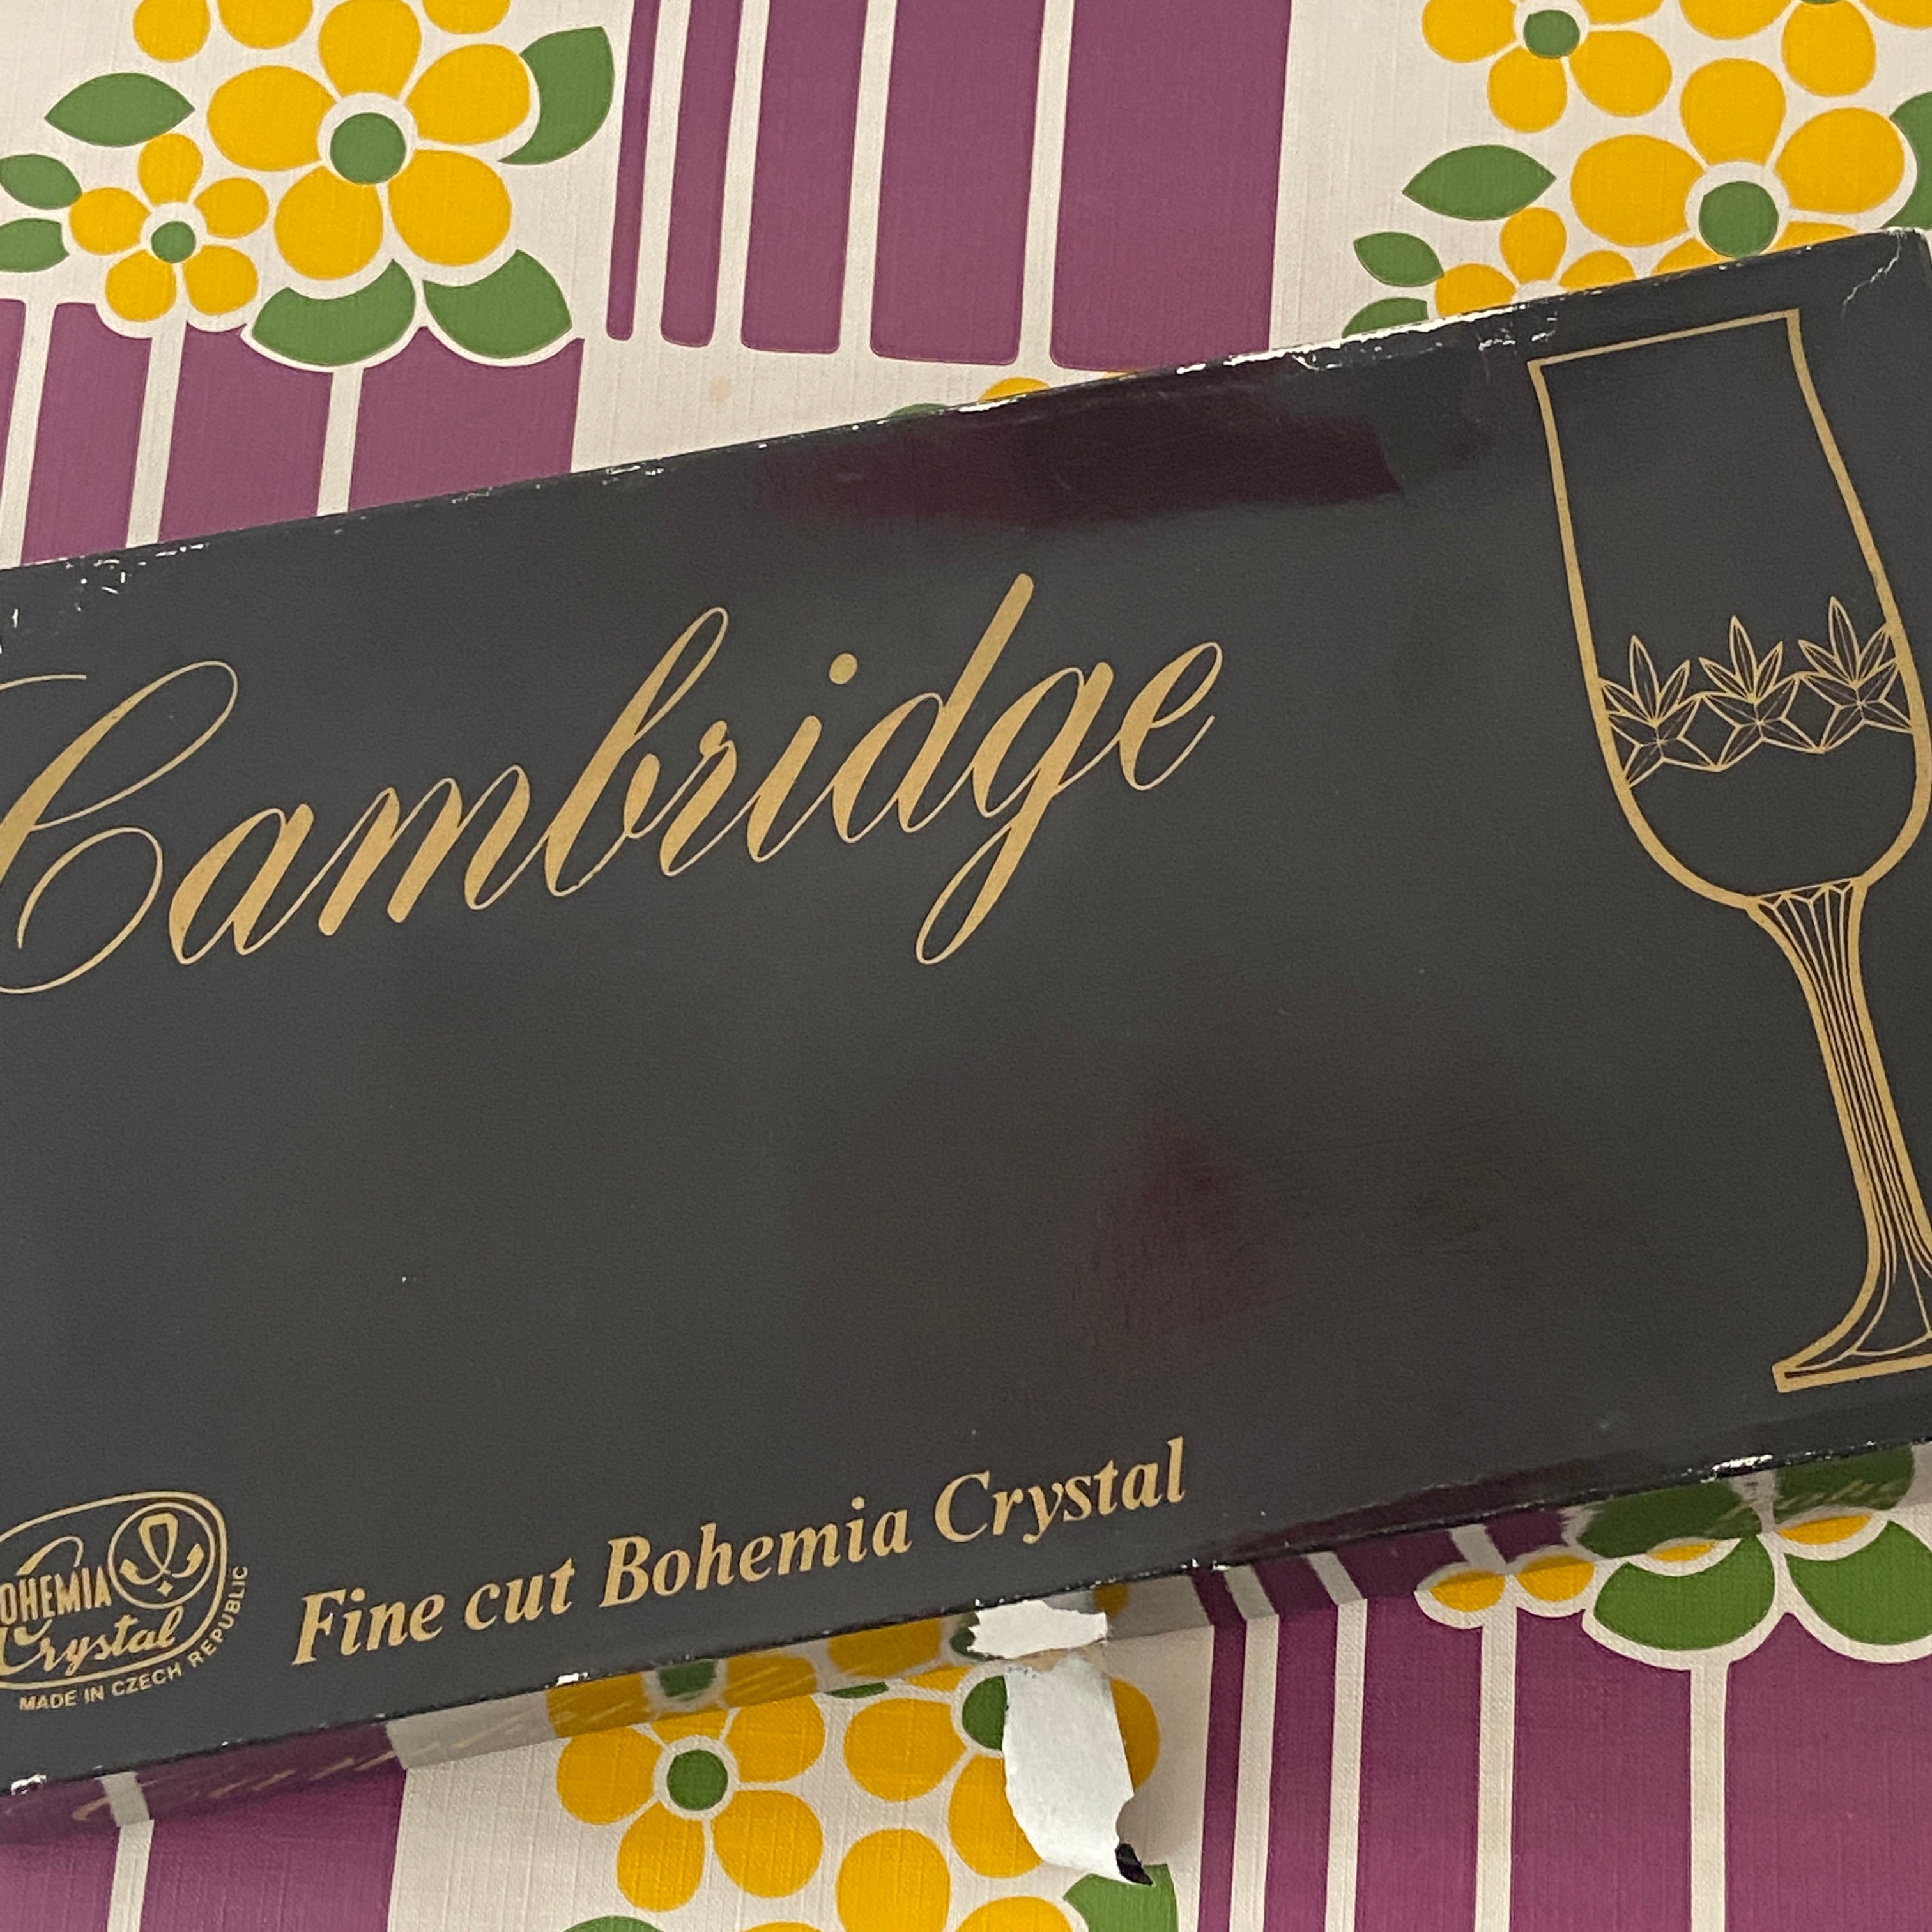 Cambridge
BOHEMIA
Crystal
MADE IN CZECH REPUBLIC
Fine cut Bohemia Crystal